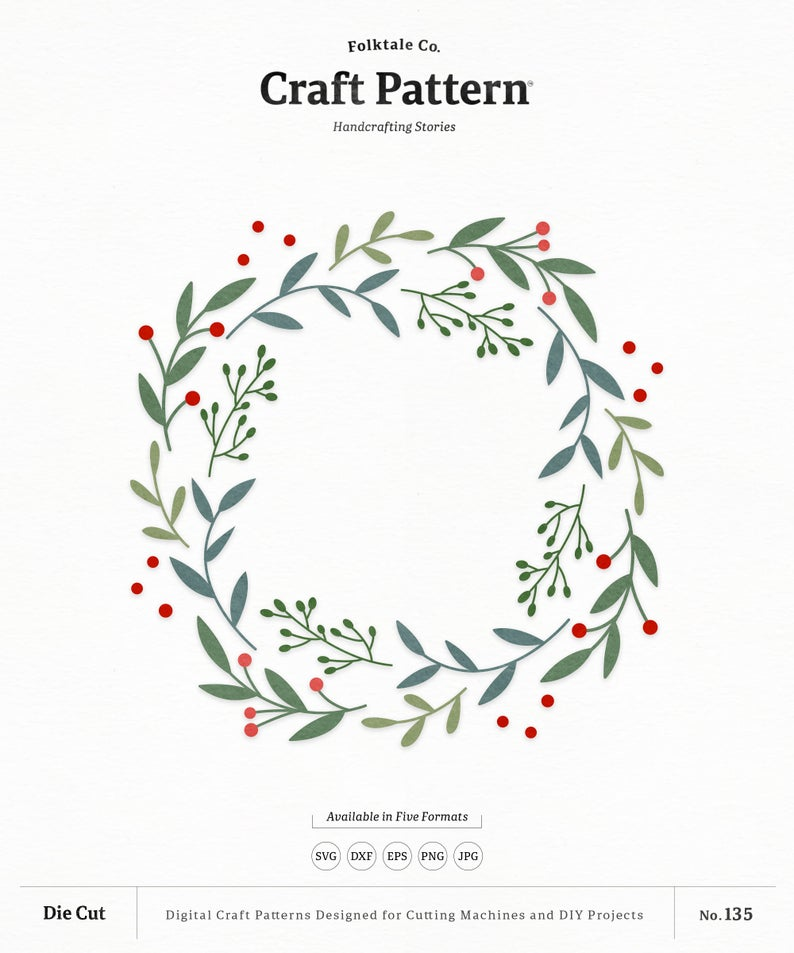 Folktale Co.
Craft Pattern
Handcrafting Stories
Available in Five Formats
SVG DXF EPS PNG JPG
Die Cut
Digital Craft Patterns Designed for Cutting Machines and DIY Projects
No.135